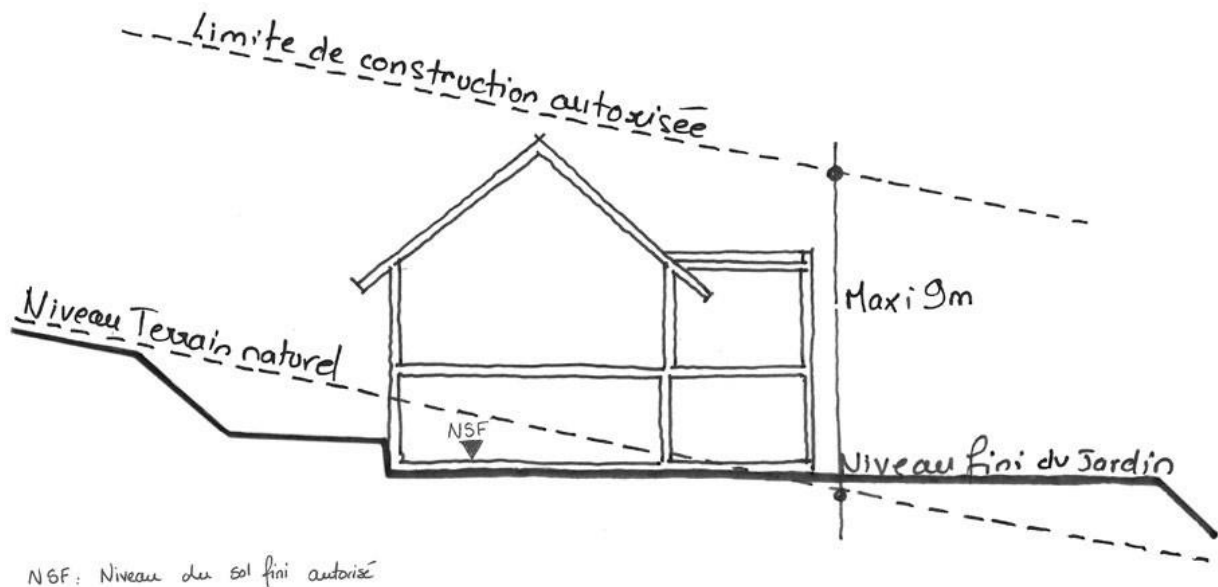 Limite de construction autorisée
Maxi 9m
Niveau Terrain naturel
NSF
Niveau fini du Jardin
NSF: Niveau du sol fini autorisé